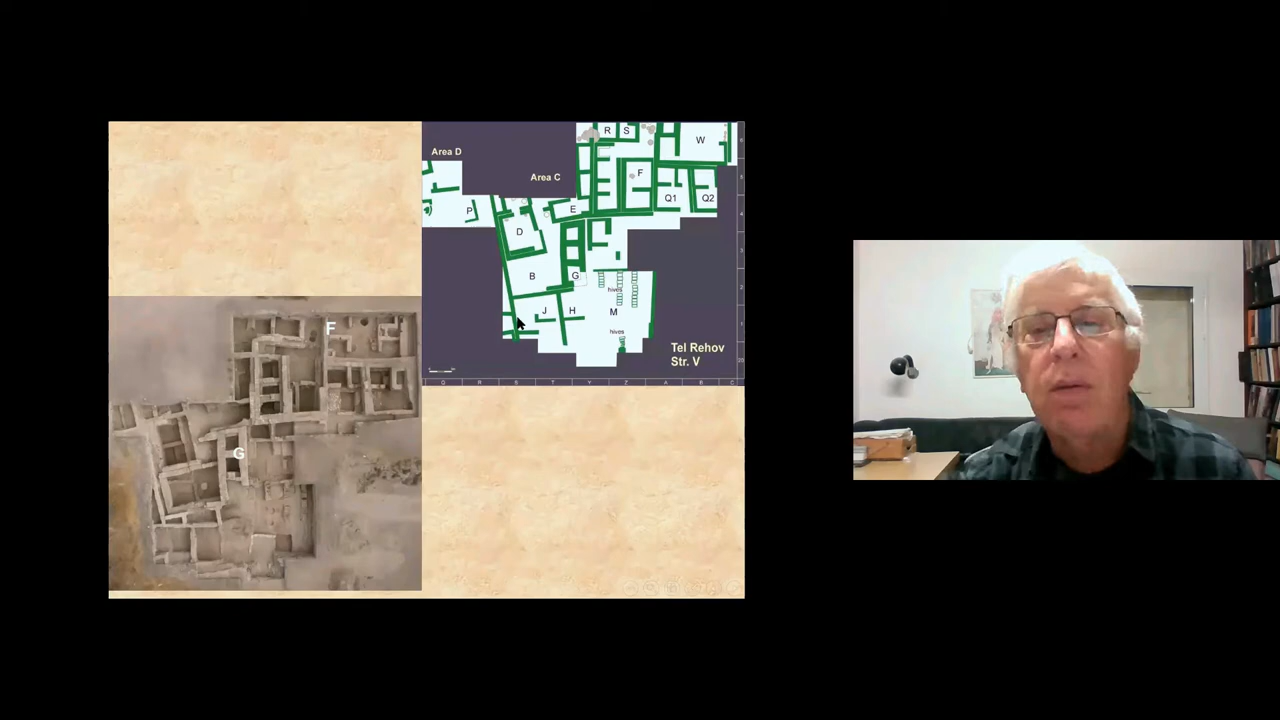 Area D
Area C
R S
W
F
Q1 Q2
P
E
D
B
G
hives
J H M
hives
Tel Rehov
Str. V
F
G